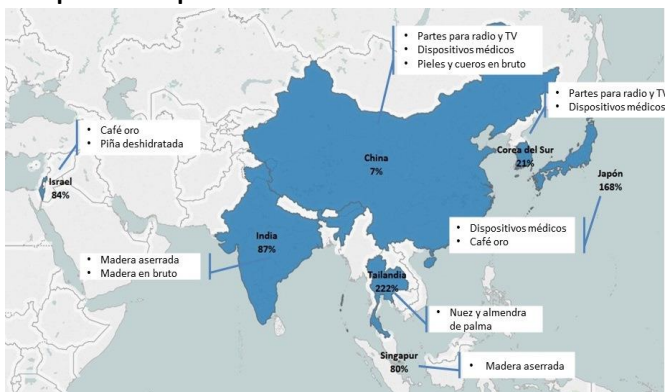 • Partes para radio y TV
• Dispositivos médicos
• Pieles y cueros en bruto
• Partes para radio y TV
• Dispositivos médicos
• Café oro
• Piña deshidratada
Israel
84%
China
7%
Corea del Sur
21%
Japón
168%
• Dispositivos médicos
• Café oro
India
87%
• Madera aserrada
• Madera en bruto
Tailandia
222%
• Nuez y almendra
de palma
Singapur
80%
• Madera aserrada